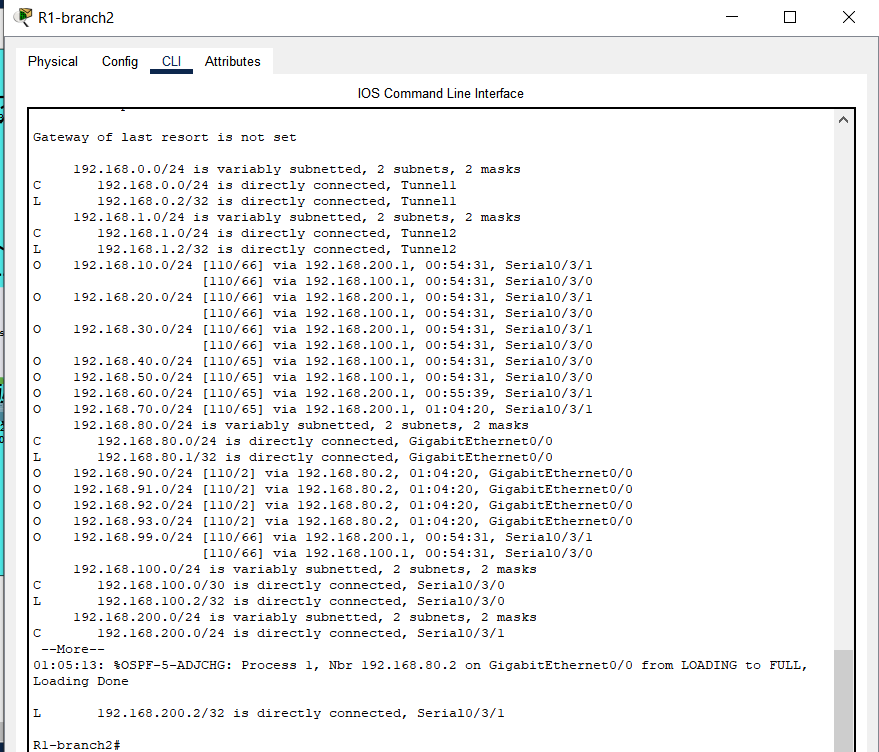 R1-branch2
Physical Config CLI Attributes
IOS Command Line Interface
Gateway of last resort is not set
     192.168.0.0/24 is variably subnetted, 2 subnets, 2 masks
C       192.168.0.0/24 is directly connected, Tunnel1
L       192.168.0.2/32 is directly connected, Tunnel1
     192.168.1.0/24 is variably subnetted, 2 subnets, 2 masks
C       192.168.1.0/24 is directly connected, Tunnel2
L       192.168.1.2/32 is directly connected, Tunnel2
O    192.168.10.0/24 [110/66] via 192.168.200.1, 00:54:31, Serial0/3/1
                     [110/66] via 192.168.100.1, 00:54:31, Serial0/3/0
O    192.168.20.0/24 [110/66] via 192.168.200.1, 00:54:31, Serial0/3/1
                     [110/66] via 192.168.100.1, 00:54:31, Serial0/3/0
O    192.168.30.0/24 [110/66] via 192.168.200.1, 00:54:31, Serial0/3/1
                     [110/66] via 192.168.100.1, 00:54:31, Serial0/3/0
O    192.168.40.0/24 [110/65] via 192.168.100.1, 00:54:31, Serial0/3/0
O    192.168.50.0/24 [110/65] via 192.168.100.1, 00:54:31, Serial0/3/0
O    192.168.60.0/24 [110/65] via 192.168.200.1, 00:55:39, Serial0/3/1
O    192.168.70.0/24 [110/65] via 192.168.200.1, 01:04:20, Serial0/3/1
     192.168.80.0/24 is variably subnetted, 2 subnets, 2 masks
C       192.168.80.0/24 is directly connected, GigabitEthernet0/0
L       192.168.80.1/32 is directly connected, GigabitEthernet0/0
O    192.168.90.0/24 [110/2] via 192.168.80.2, 01:04:20, GigabitEthernet0/0
O    192.168.91.0/24 [110/2] via 192.168.80.2, 01:04:20, GigabitEthernet0/0
O    192.168.92.0/24 [110/2] via 192.168.80.2, 01:04:20, GigabitEthernet0/0
O    192.168.93.0/24 [110/2] via 192.168.80.2, 01:04:20, GigabitEthernet0/0
O    192.168.99.0/24 [110/66] via 192.168.200.1, 00:54:31, Serial0/3/1
                     [110/66] via 192.168.100.1, 00:54:31, Serial0/3/0
     192.168.100.0/24 is variably subnetted, 2 subnets, 2 masks
C       192.168.100.0/30 is directly connected, Serial0/3/0
L       192.168.100.2/32 is directly connected, Serial0/3/0
     192.168.200.0/24 is variably subnetted, 2 subnets, 2 masks
C       192.168.200.0/24 is directly connected, Serial0/3/1
 --More--
01:05:13: %OSPF-5-ADJCHG: Process 1, Nbr 192.168.80.2 on GigabitEthernet0/0 from LOADING to FULL,
Loading Done
L       192.168.200.2/32 is directly connected, Serial0/3/1
R1-branch2#